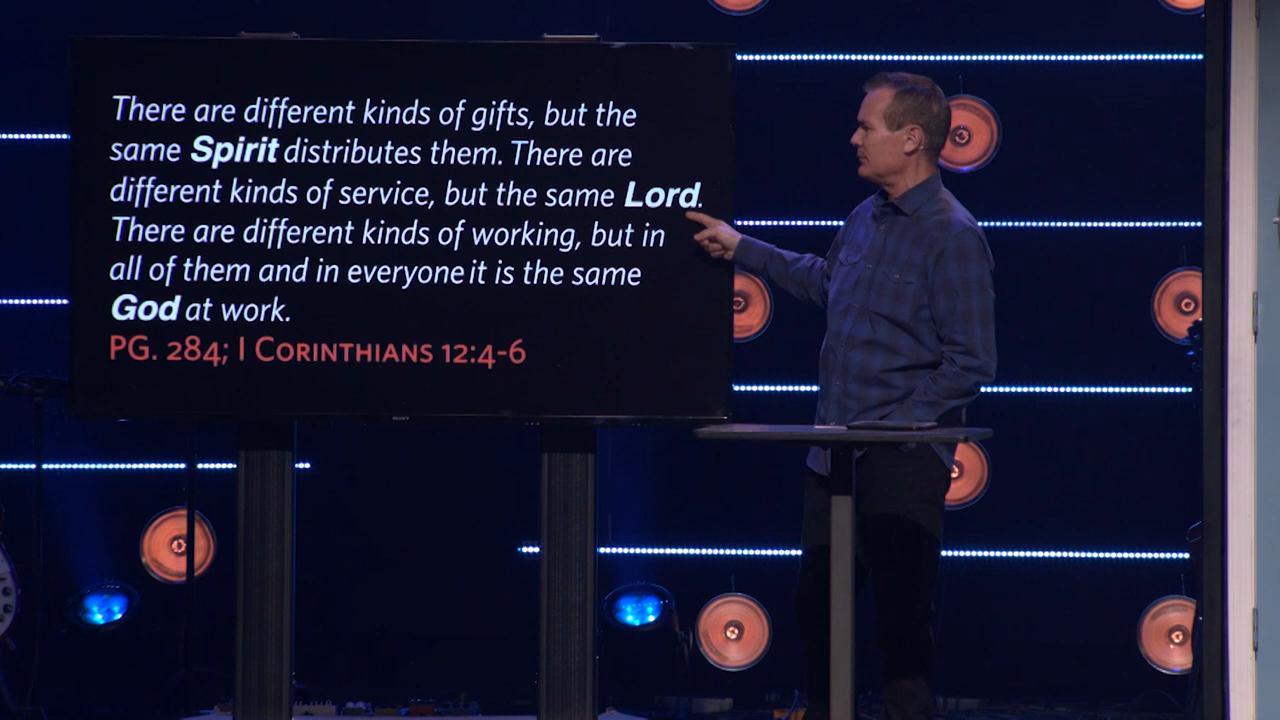 There are different kinds of gifts, but the
same Spirit distributes them. There are
different kinds of service, but the same Lord.
There are different kinds of working, but in
all of them and in everyone it is the same
God at work.
PG. 284; I CORINTHIANS 12:4-6
SONY